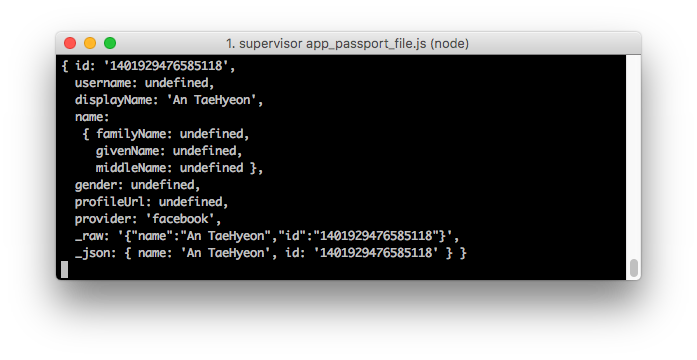 1. supervisor app_passport_file.js (node)
{ id: '1401929476585118',
  username: undefined,
  displayName: 'An TaeHyeon',
  name:
   { familyName: undefined,
     givenName: undefined,
     middleName: undefined },
  gender: undefined,
  profileUrl: undefined,
  provider: 'facebook',
  _raw: '{"name":"An TaeHyeon","id":"1401929476585118"}',
  _json: { name: 'An TaeHyeon', id: '1401929476585118' } }